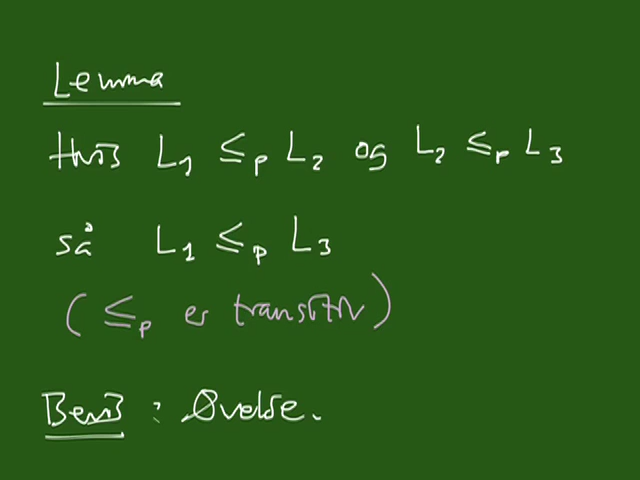 Lemma
Hvis L₁ ≤ₚ L₂ og L₂ ≤ₚ L₃
så L₁ ≤ₚ L₃
( ≤ₚ er transitiv )
Bevis : Øvelse.